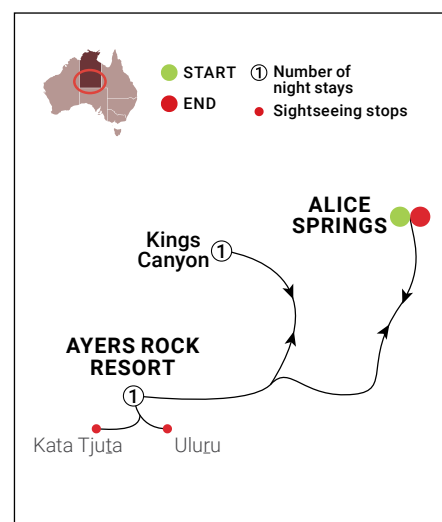 START
END
① Number of
night stays
Sightseeing stops
ALICE
SPRINGS
Kings
Canyon
1
AYERS ROCK
RESORT
1
Kata Tjuṯa
Uluṟu